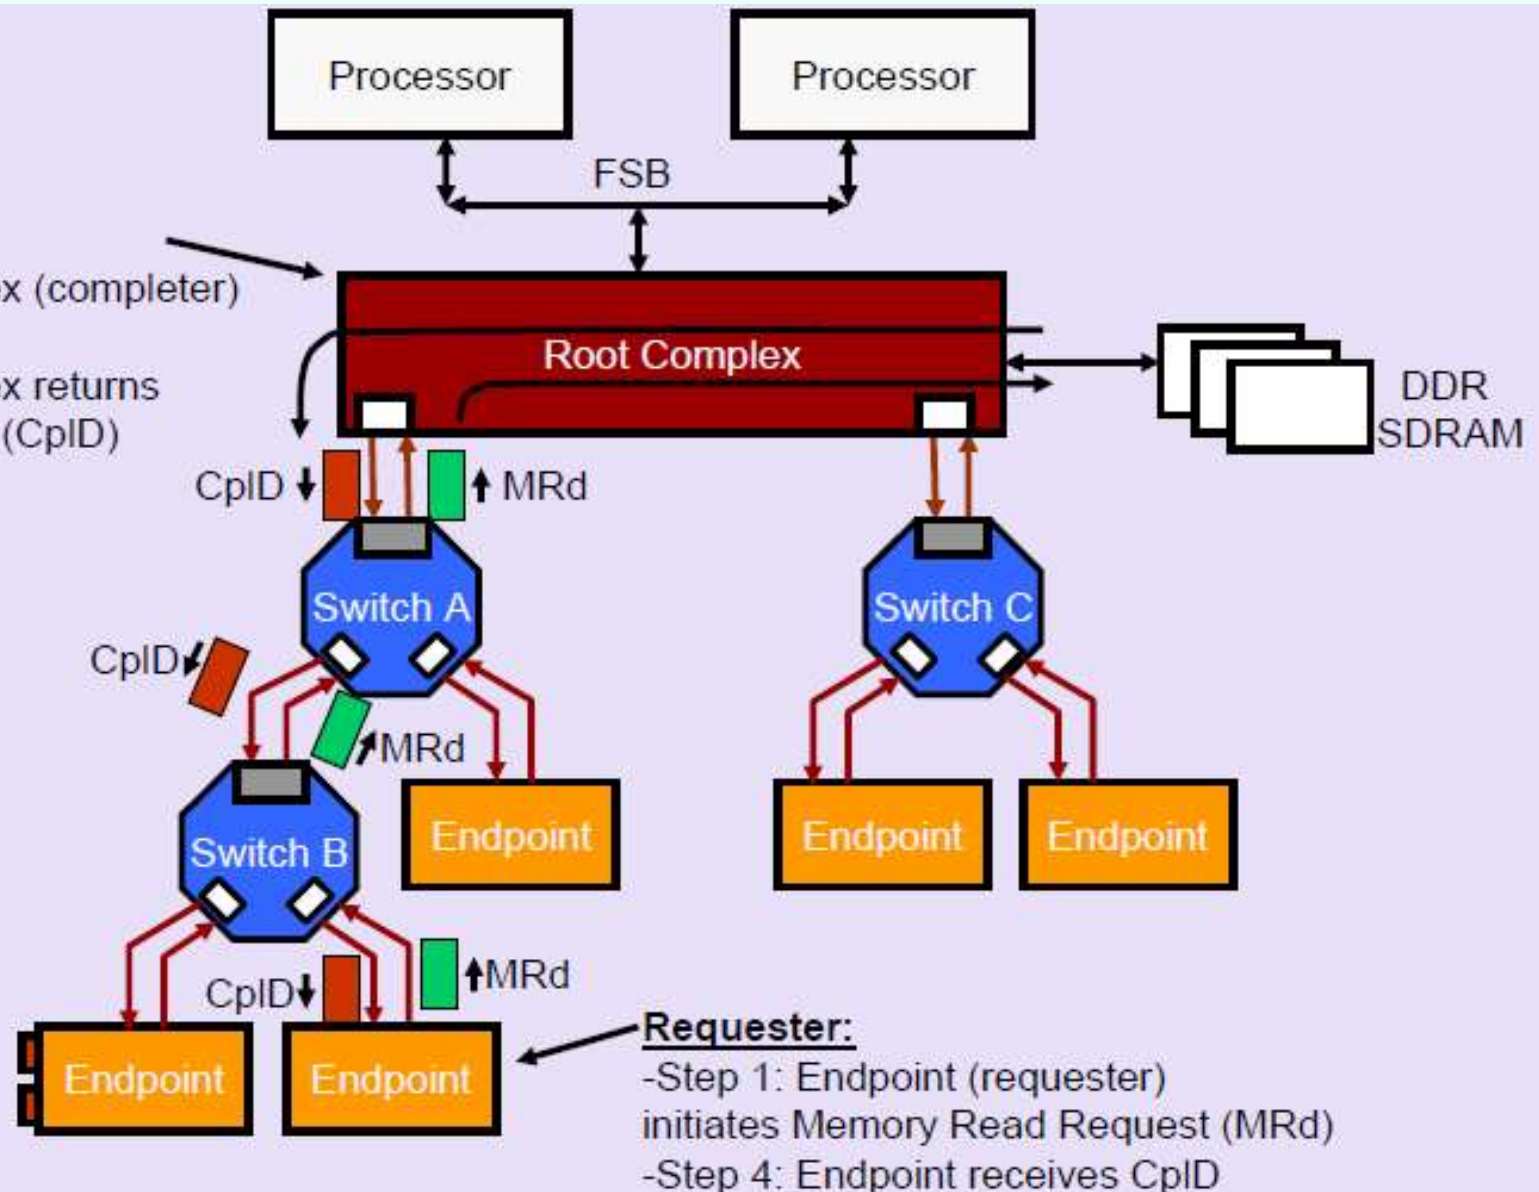 Processor
Processor
FSB
x (completer)
Root Complex
x returns
(CplD)
DDR
SDRAM
CplD
MRd
Switch A
Switch C
CplD
MRd
Switch B
Endpoint
Endpoint
Endpoint
CplD
MRd
Endpoint
Endpoint
Requester:
-Step 1: Endpoint (requester)
initiates Memory Read Request (MRd)
-Step 4: Endpoint receives CplD